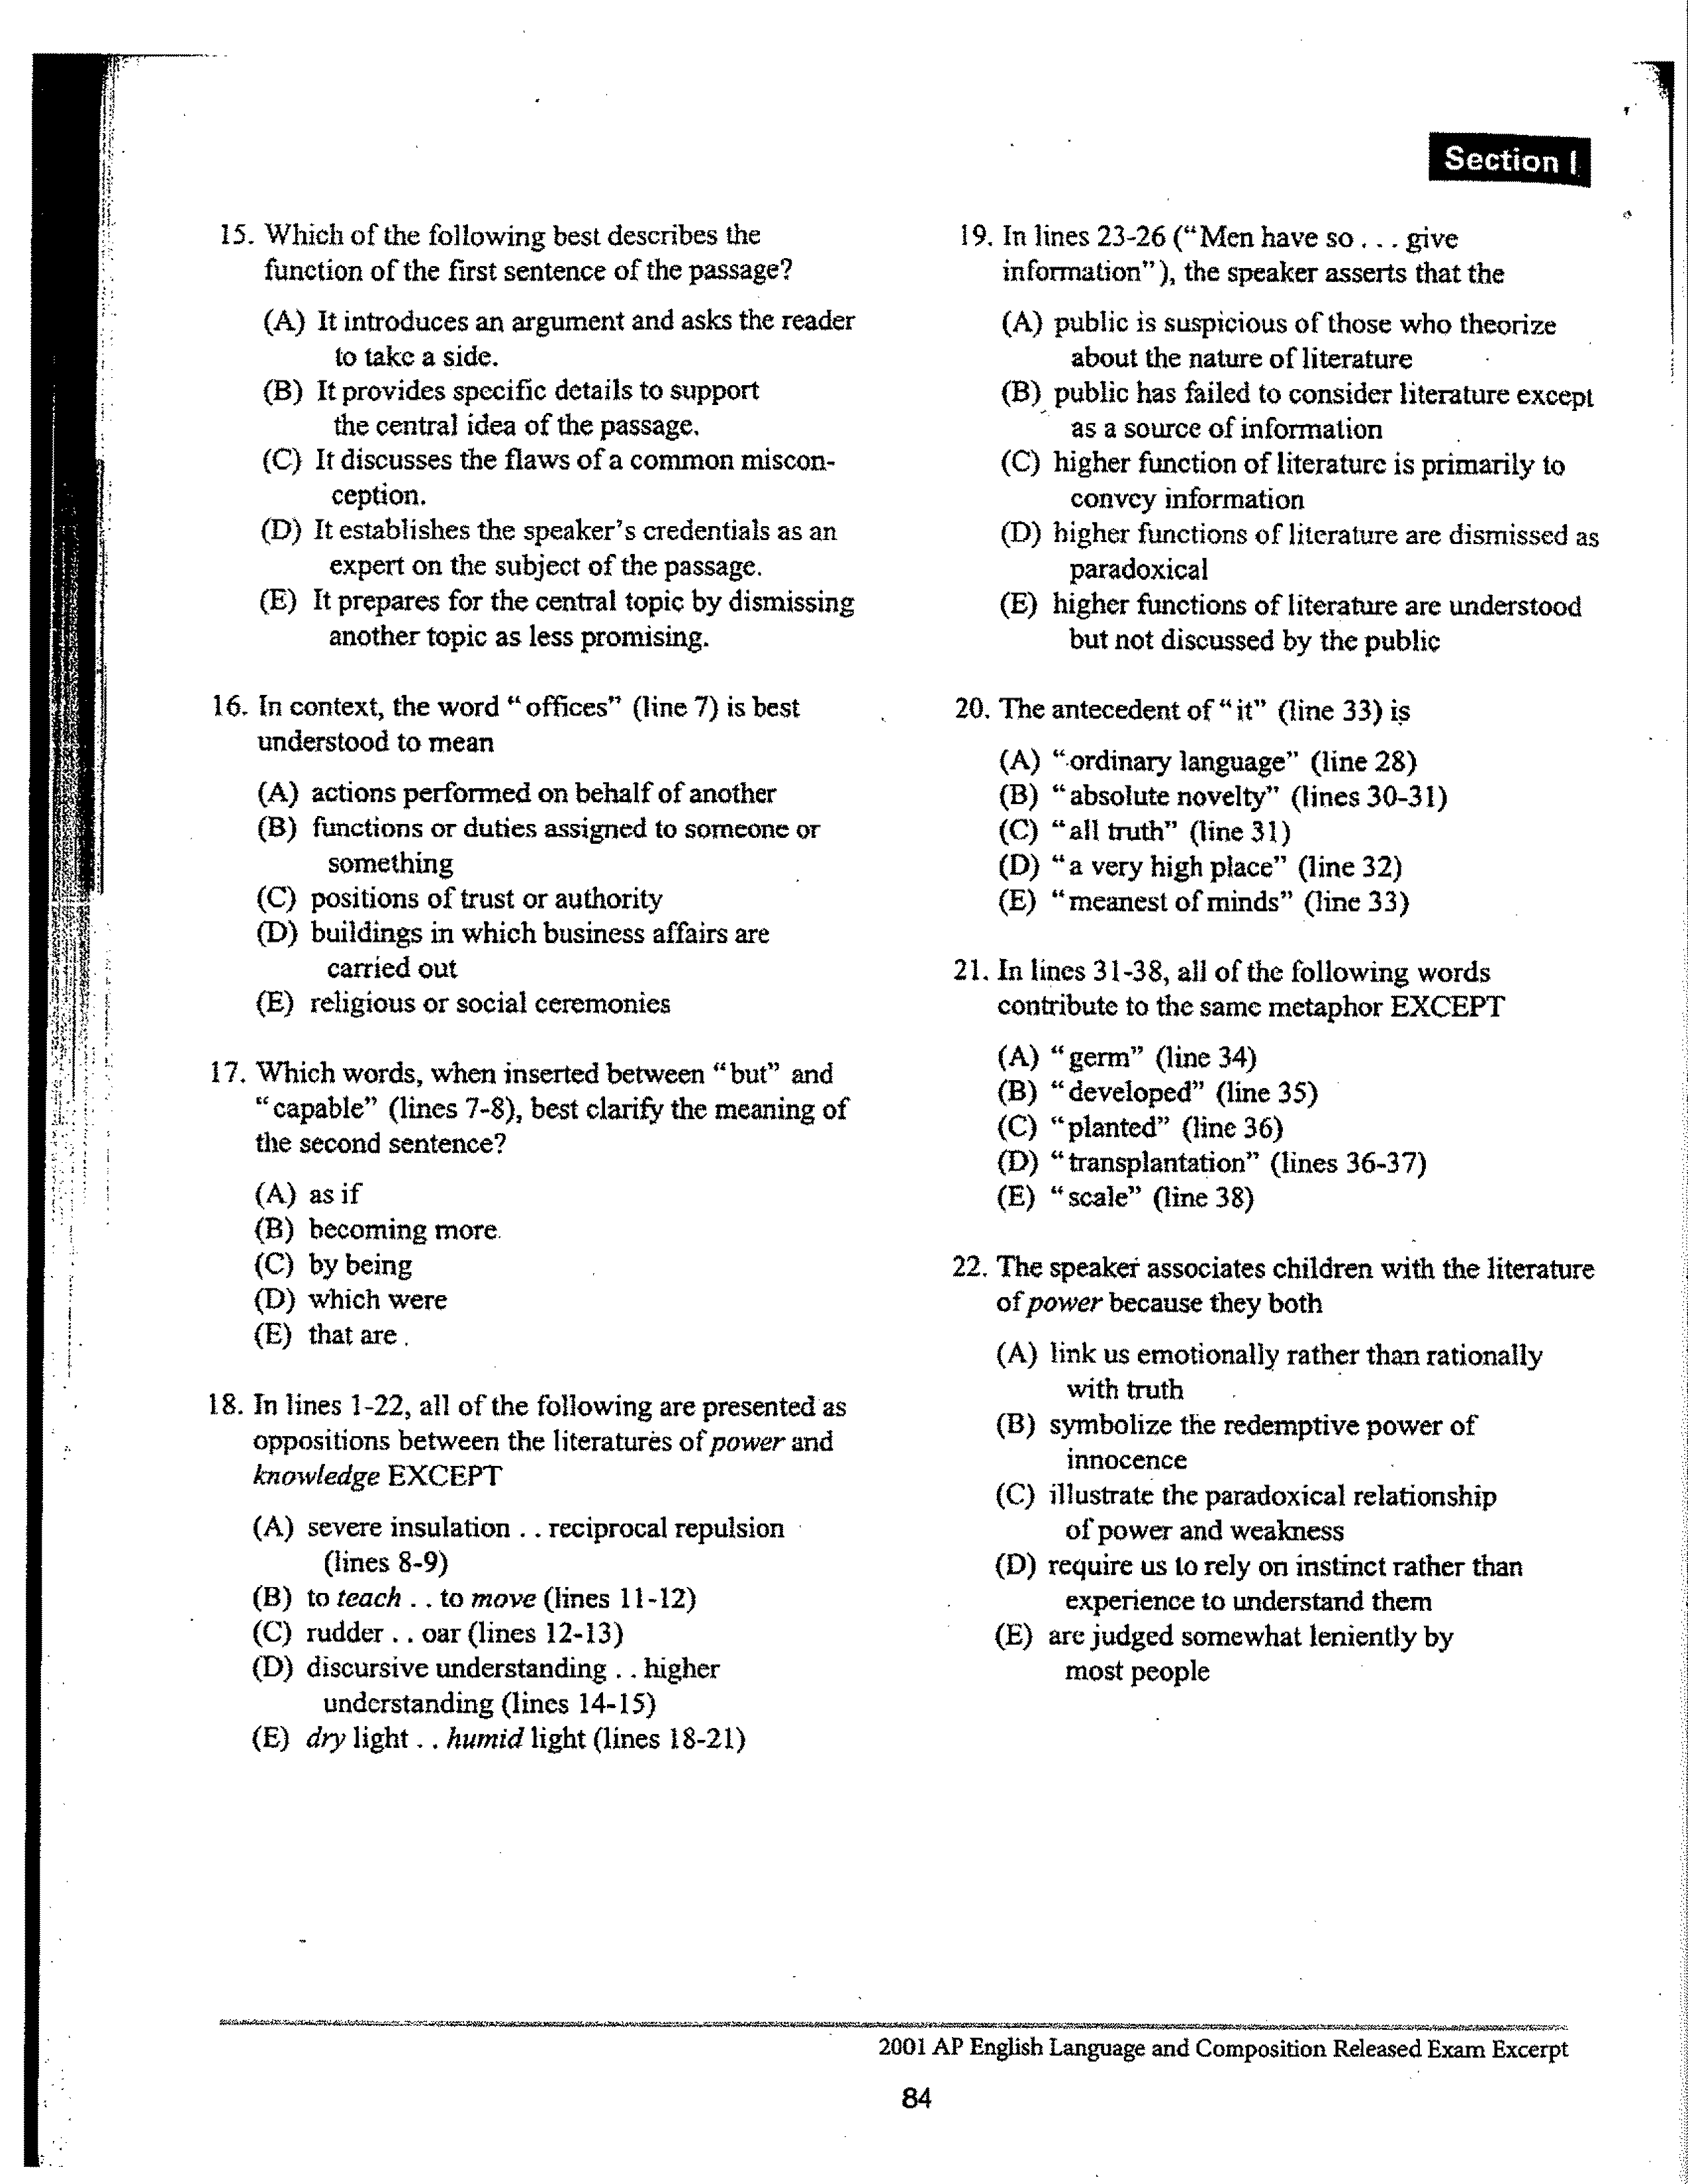 Section I
15. Which of the following best describes the
function of the first sentence of the passage?
(A) It introduces an argument and asks the reader
to take a side.
(B) It provides specific details to support
the central idea of the passage.
(C) It discusses the flaws of a common miscon-
ception.
(D) It establishes the speaker's credentials as an
expert on the subject of the passage.
(E) It prepares for the central topic by dismissing
another topic as less promising.
16. In context, the word "offices" (line 7) is best
understood to mean
(A) actions performed on behalf of another
(B) functions or duties assigned to someone or
something
(C) positions of trust or authority
(D) buildings in which business affairs are
carried out
(E) religious or social ceremonies
17. Which words, when inserted between "but" and
"capable" (lines 7-8), best clarify the meaning of
the second sentence?
(A) as if
(B) becoming more
(C) by being
(D) which were
(E) that are
18. In lines 1-22, all of the following are presented as
oppositions between the literatures of power and
knowledge EXCEPT
(A) severe insulation . . reciprocal repulsion
(lines 8-9)
(B) to teach . . to move (lines 11-12)
(C) rudder . . oar (lines 12-13)
(D) discursive understanding . . higher
understanding (lines 14-15)
(E) dry light . . humid light (lines 18-21)
19. In lines 23-26 ("Men have so . . . give
information"), the speaker asserts that the
(A) public is suspicious of those who theorize
about the nature of literature
(B) public has failed to consider literature except
as a source of information
(C) higher function of literature is primarily to
convey information
(D) higher functions of literature are dismissed as
paradoxical
(E) higher functions of literature are understood
but not discussed by the public
20. The antecedent of "it" (line 33) is
(A) "ordinary language" (line 28)
(B) "absolute novelty" (lines 30-31)
(C) "all truth" (line 31)
(D) "a very high place" (line 32)
(E) "meanest of minds" (line 33)
21. In lines 31-38, all of the following words
contribute to the same metaphor EXCEPT
(A) "germ" (line 34)
(B) "developed" (line 35)
(C) "planted" (line 36)
(D) "transplantation" (lines 36-37)
(E) "scale" (line 38)
22. The speaker associates children with the literature
of power because they both
(A) link us emotionally rather than rationally
with truth
(B) symbolize the redemptive power of
innocence
(C) illustrate the paradoxical relationship
of power and weakness
(D) require us to rely on instinct rather than
experience to understand them
(E) are judged somewhat leniently by
most people
2001 AP English Language and Composition Released Exam Excerpt
84